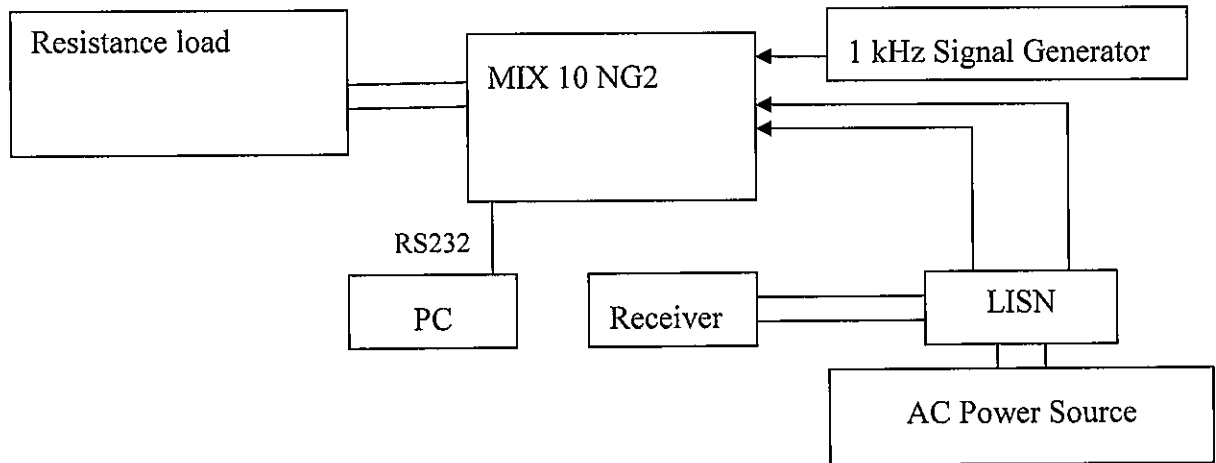 Resistance load
MIX 10 NG2
1 kHz Signal Generator
RS232
PC
Receiver
LISN
AC Power Source